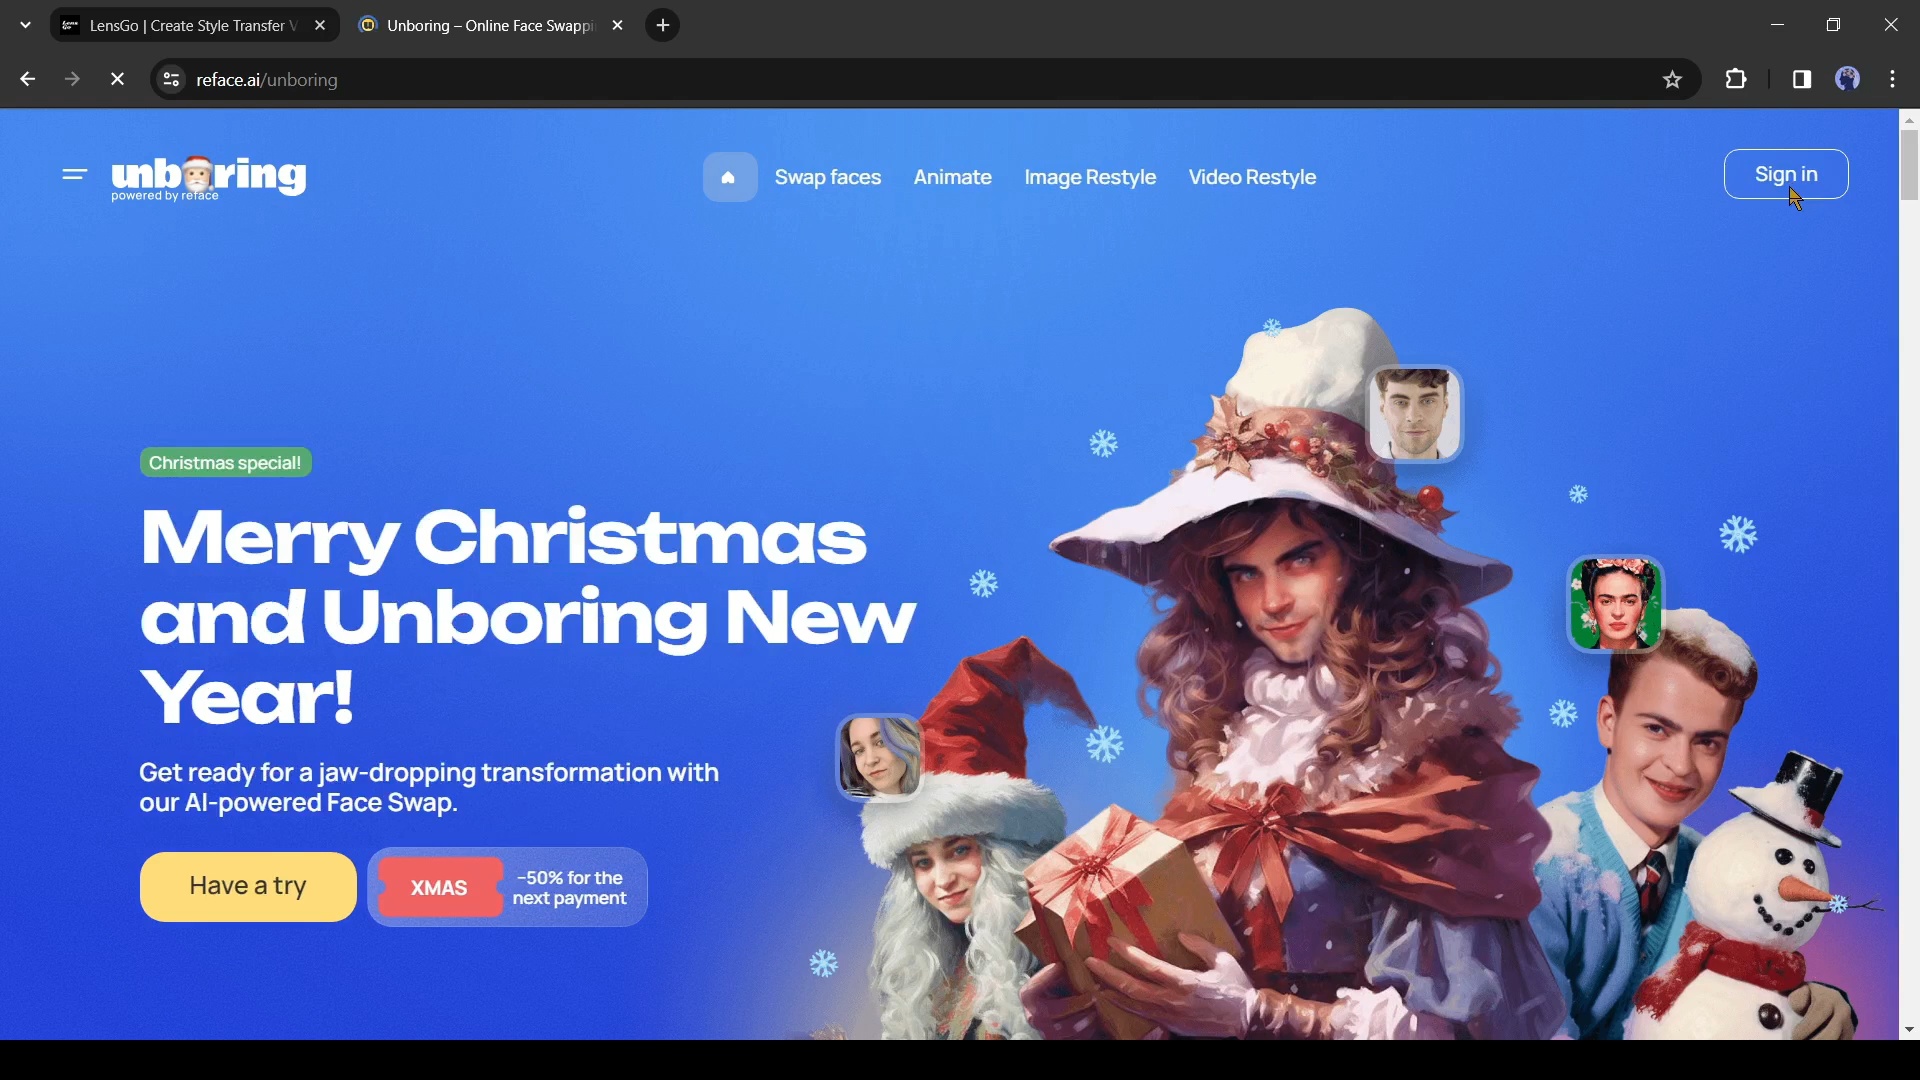 LensGo | Create Style Transfer V
Unboring – Online Face Swappi
reface.ai/unboring
unboring
powered by reface
Swap faces
Animate
Image Restyle
Video Restyle
Sign in
Christmas special!
Merry Christmas
and Unboring New
Year!
Get ready for a jaw-dropping transformation with
our AI-powered Face Swap.
Have a try
XMAS
-50% for the
next payment